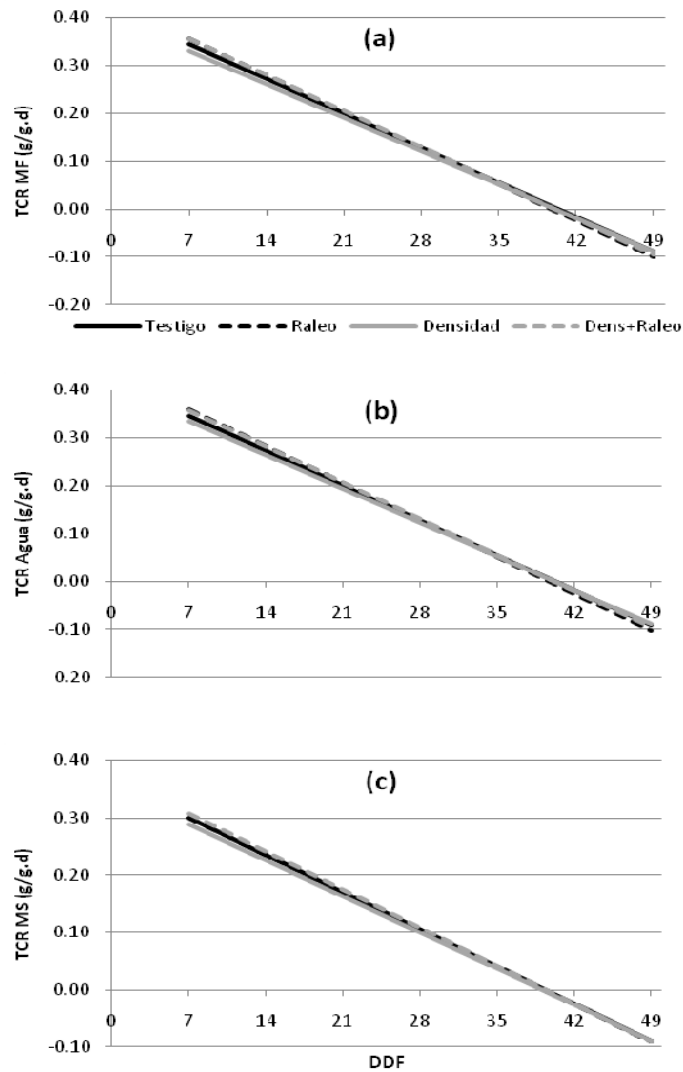 (a)
TCR MF (g/g.d)
0.40
0.30
0.20
0.10
0.00
-0.10
-0.20
0 7 14 21 28 35 42 49
Testigo Raleo Densidad Dens+Raleo
(b)
TCR Agua (g/g.d)
0.40
0.30
0.20
0.10
0.00
-0.10
0.20
0 7 14 21 28 35 42 49
(c)
TCR MS (g/g.d)
0.40
0.30
0.20
0.10
0.00
-0.10
0 7 14 21 28 35 42 49
DDF